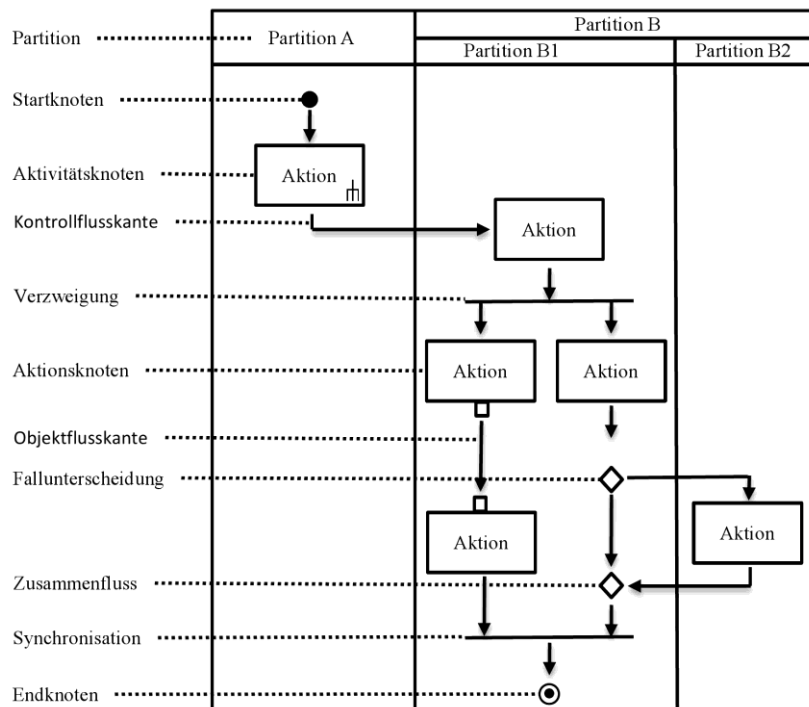 Partition B
Partition
Partition A
Partition B1
Partition B2
Startknoten
Aktivitätsknoten
Aktion
Kontrollflusskante
Aktion
Verzweigung
Aktionsknoten
Aktion
Aktion
Objektflusskante
Fallunterscheidung
Aktion
Aktion
Zusammenfluss
Synchronisation
Endknoten